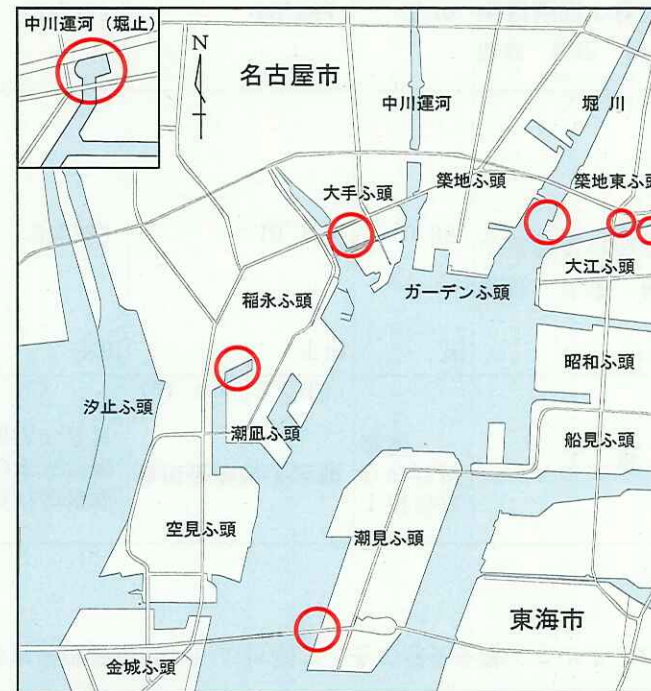 中川運河（堀止）
N
名古屋市
中川運河
堀川
大手ふ頭
築地ふ頭
築地東ふ頭
大江ふ頭
稲永ふ頭
ガーデンふ頭
昭和ふ頭
汐止ふ頭
潮凪ふ頭
船見ふ頭
空見ふ頭
潮見ふ頭
東海市
金城ふ頭